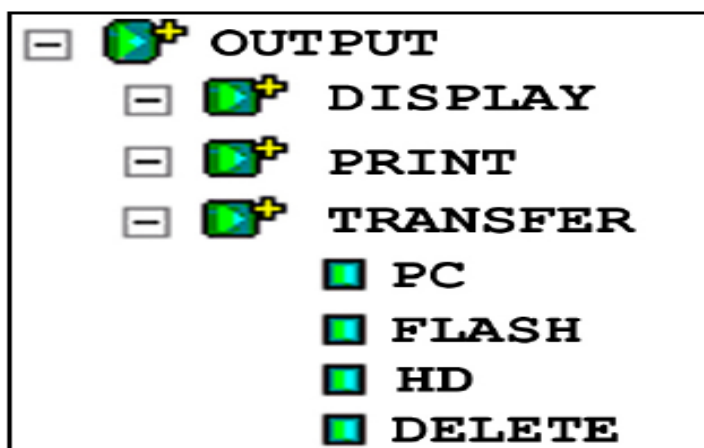 OUTPUT
DISPLAY
PRINT
TRANSFER
PC
FLASH
HD
DELETE